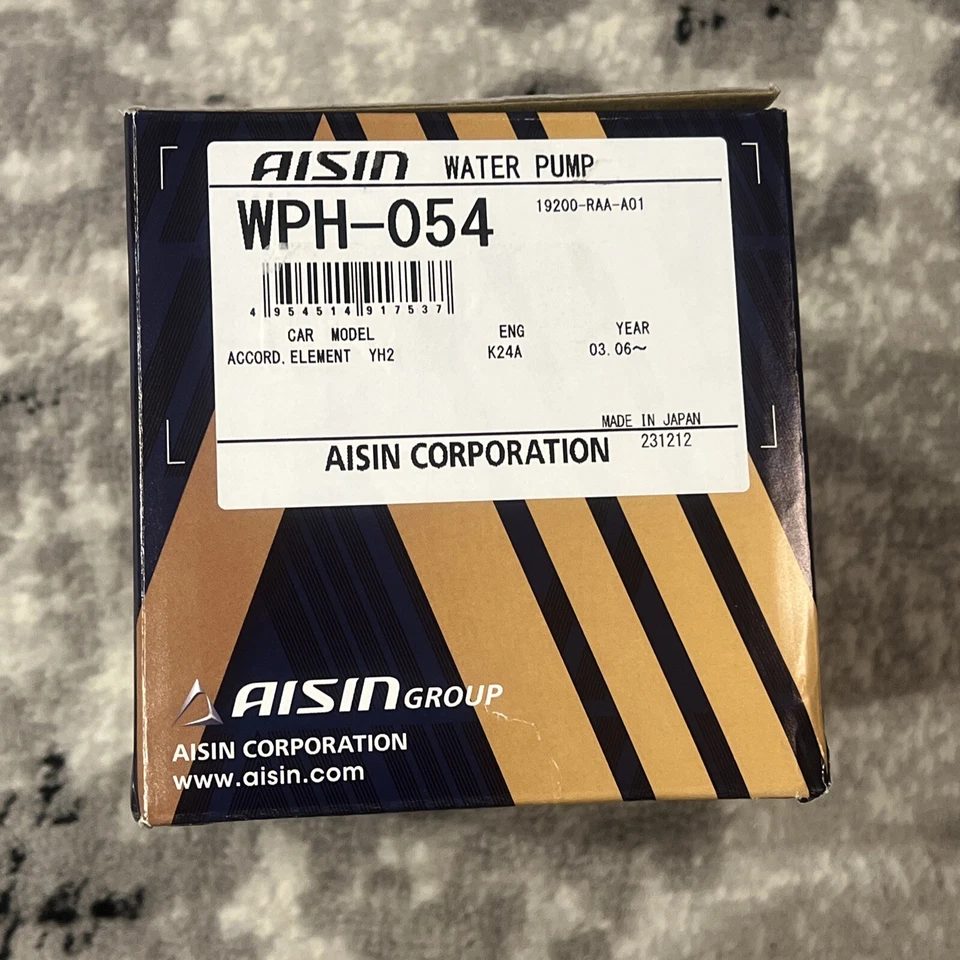 AISIN WATER PUMP
WPH-054 19200-RAA-A01
4 954514 917537
CAR MODEL ENG YEAR
ACCORD.ELEMENT YH2 K24A 03.06～
MADE IN JAPAN
231212
AISIN CORPORATION
AISIN GROUP
AISIN CORPORATION
www.aisin.com